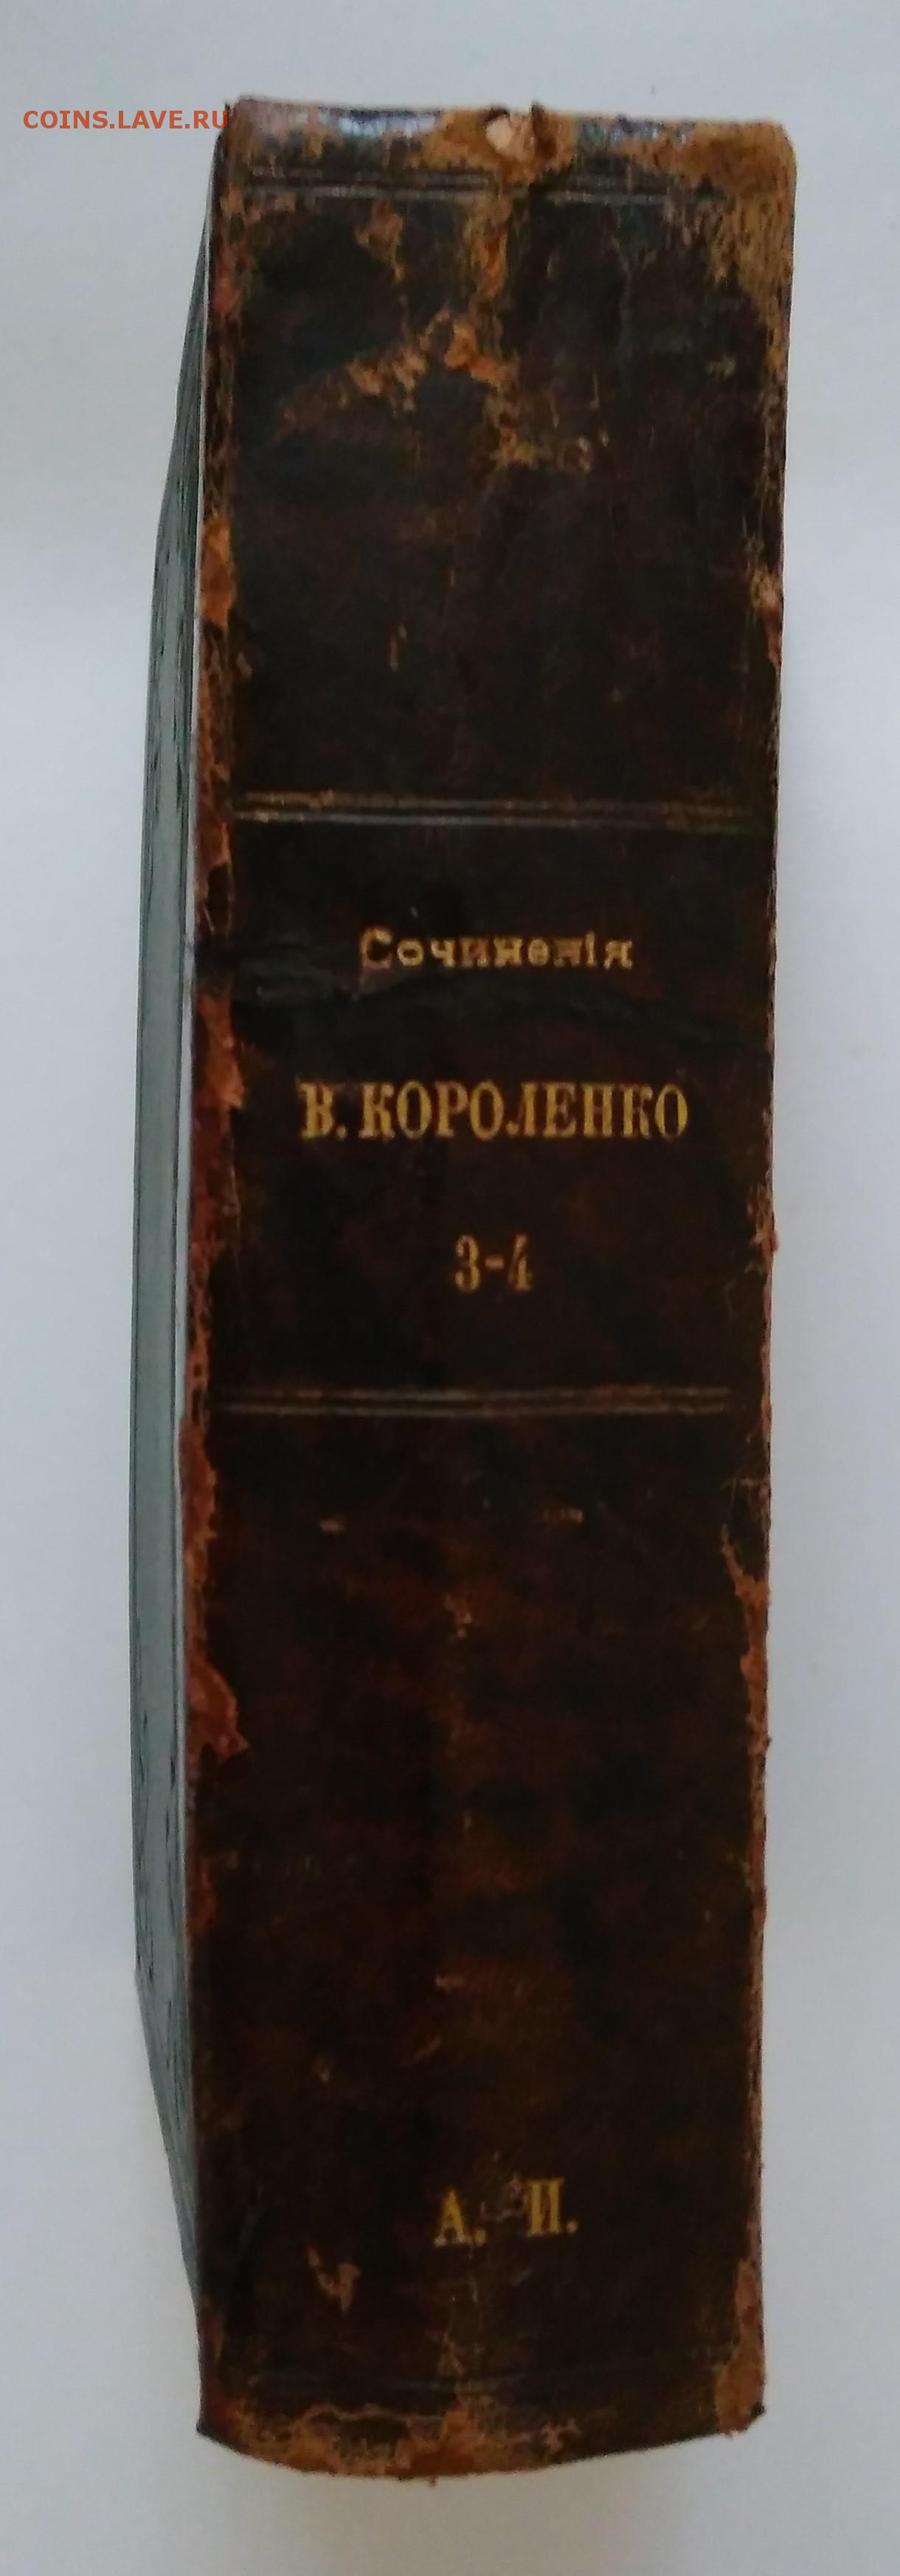 COINS.LAVE.RU
Сочиненія
В. КОРОЛЕНКО
3-4
А. И.